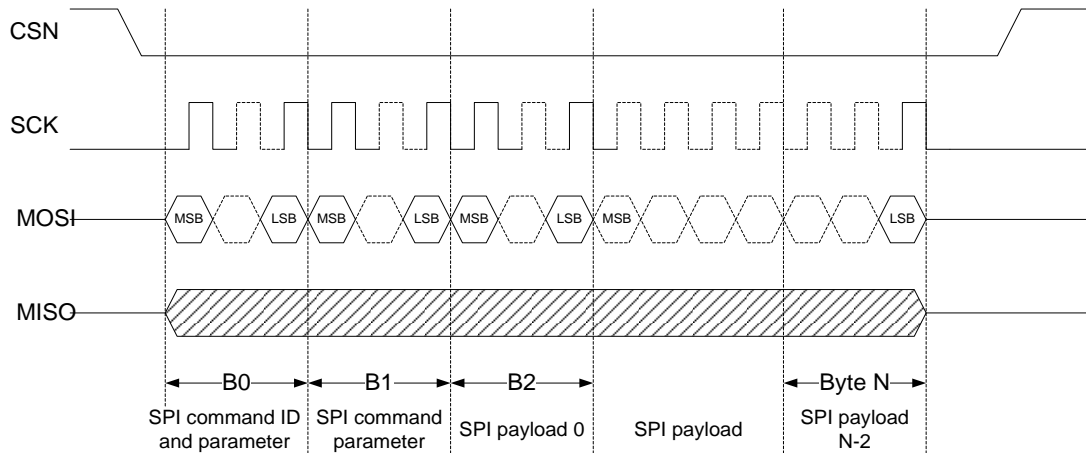 CSN
SCK
MOSI
MSB LSB MSB LSB MSB LSB MSB LSB
MISO
B0 B1 B2 Byte N
SPI command ID
and parameter
SPI command
parameter
SPI payload 0
SPI payload
SPI payload
N-2